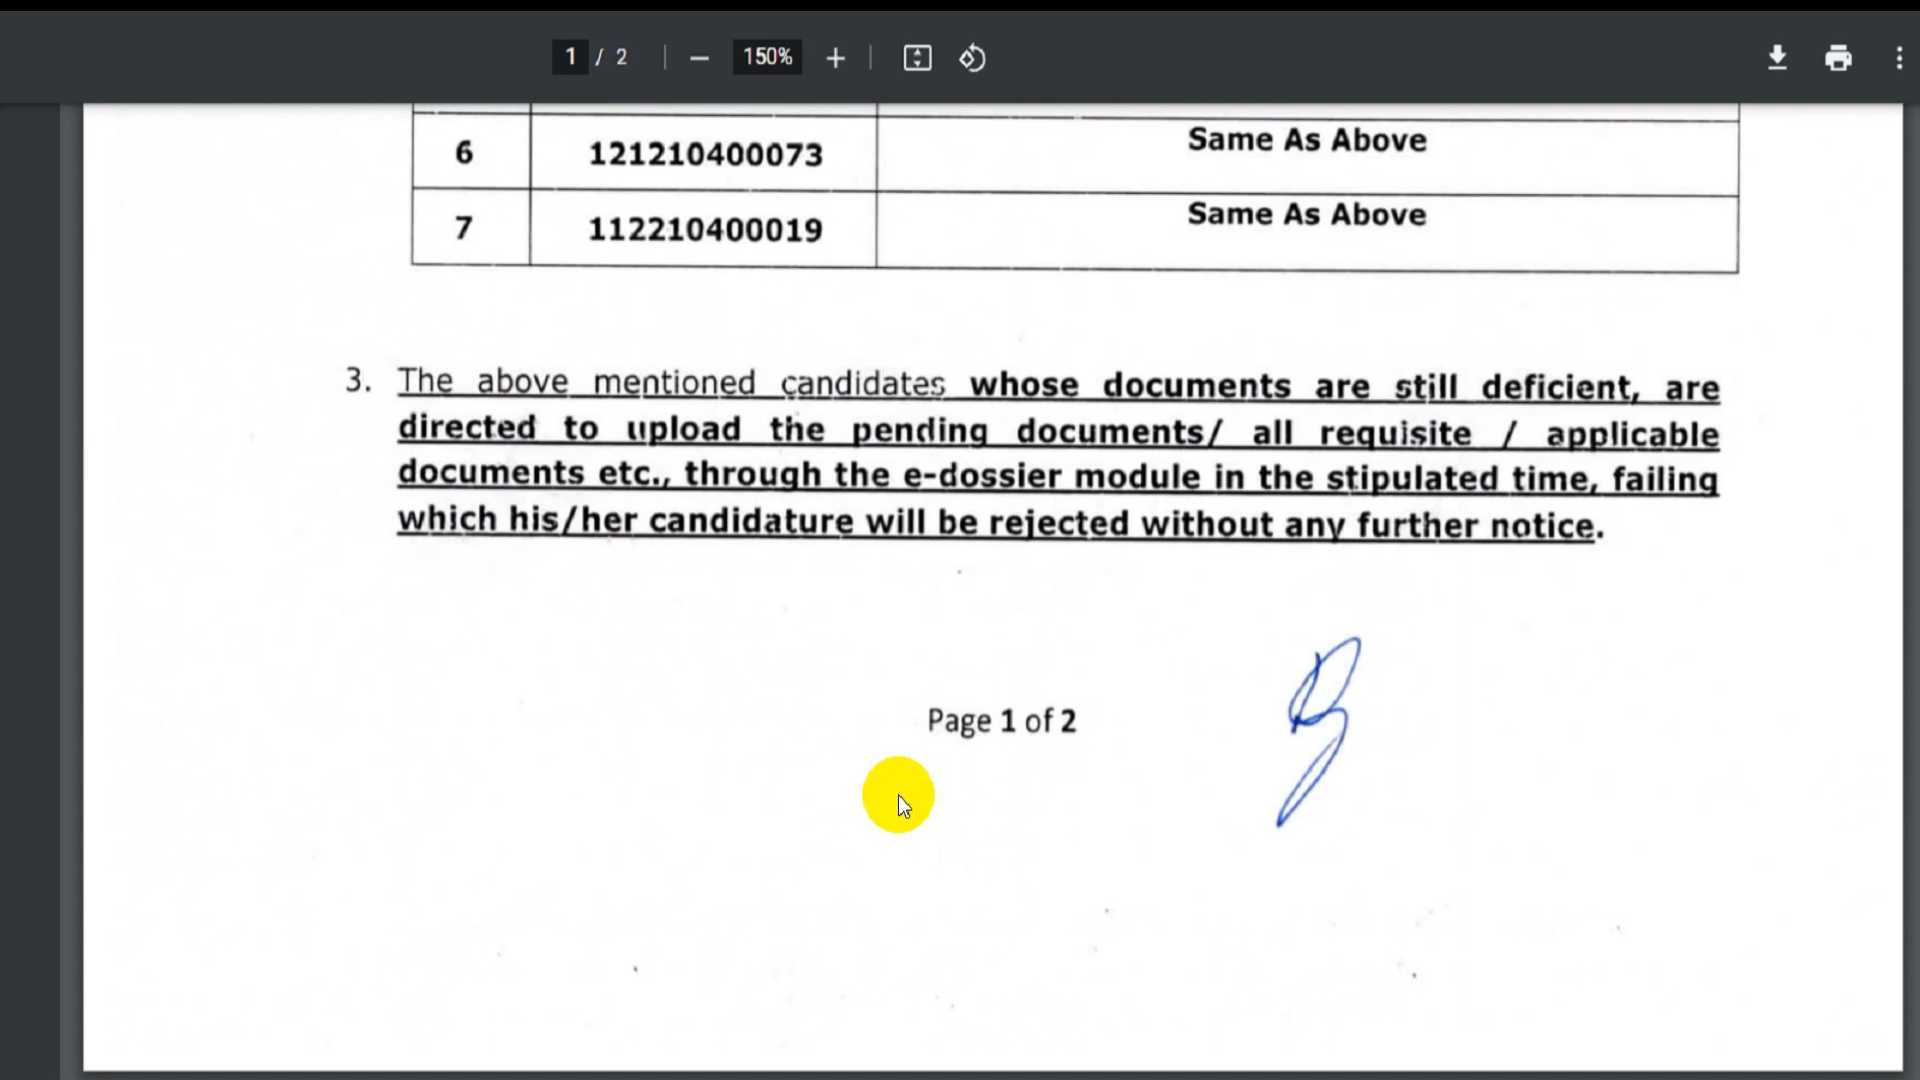 1 / 2 150%
6 121210400073 Same As Above
7 112210400019 Same As Above
3. The above mentioned candidates whose documents are still deficient, are
directed to upload the pending documents/ all requisite / applicable
documents etc., through the e-dossier module in the stipulated time, failing
which his/her candidature will be rejected without any further notice.
Page 1 of 2